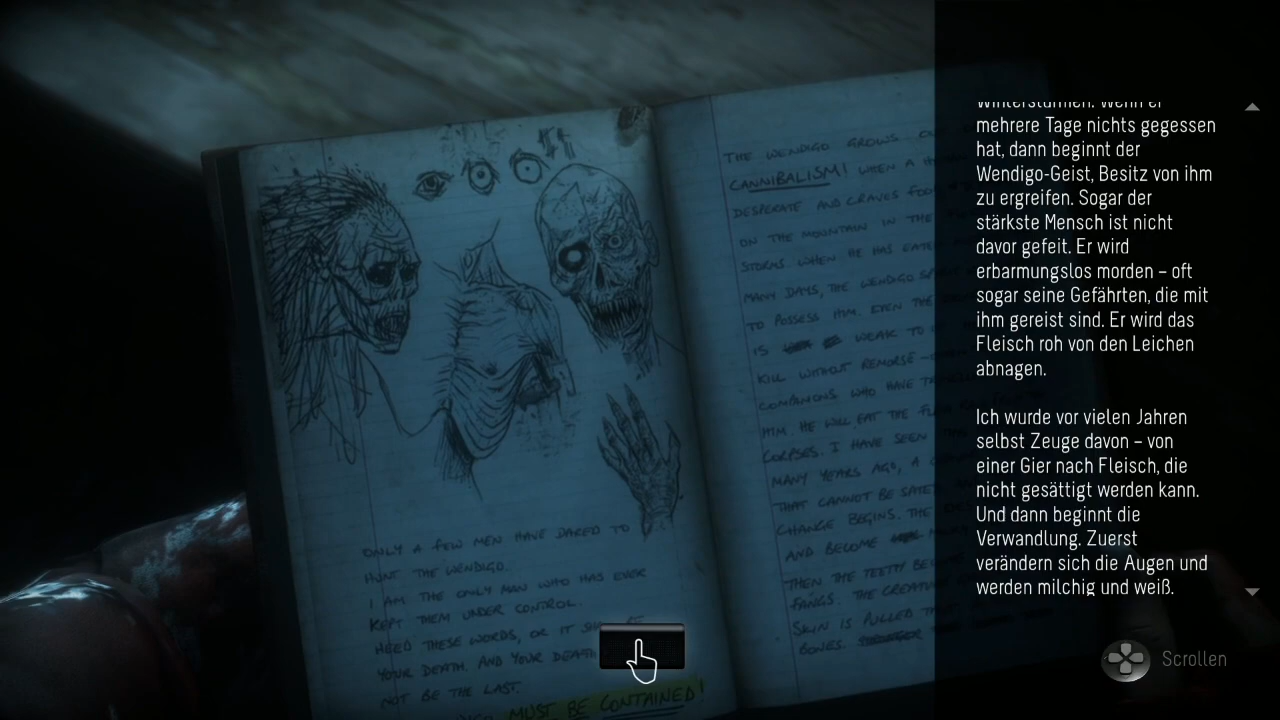 ONLY A FEW MEN HAVE DARED TO
HUNT THE WENDIGO.
I AM THE ONLY MAN WHO HAS EVER
KEPT THEM UNDER CONTROL.
HEED THESE WORDS, OR IT
YOUR DEATH. AND YOUR DEATH
NOT BE THE LAST.
MUST BE CONTAINED!
THE WENDIGO GROWS
CANNIBALISM! WHEN A
DESPERATE AND CRAVES
ON THE MOUNTAIN IN THE
STORMS. WHEN HE HAS
MANY DAYS, THE WENDIGO
TO POSSESS HIM. EVEN THE
IS WEAK TO
KILL WITHOUT REMORSE –
COMPANIONS WHO HAVE
HIM. HE WILL EAT THE
CORPSES. I HAVE SEEN
MANY YEARS AGO, A
THAT CANNOT BE
CHANGE BEGINS. THE
AND BECOME
THEN THE TEETH
FANGS. THE
SKIN IS PULLED
BONES.
Winterstürmen. Wenn er
mehrere Tage nichts gegessen
hat, dann beginnt der
Wendigo-Geist, Besitz von ihm
zu ergreifen. Sogar der
stärkste Mensch ist nicht
davor gefeit. Er wird
erbarmungslos morden – oft
sogar seine Gefährten, die mit
ihm gereist sind. Er wird das
Fleisch roh von den Leichen
abnagen.
Ich wurde vor vielen Jahren
selbst Zeuge davon – von
einer Gier nach Fleisch, die
nicht gesättigt werden kann.
Und dann beginnt die
Verwandlung. Zuerst
verändern sich die Augen und
werden milchig und weiß.
Scrollen